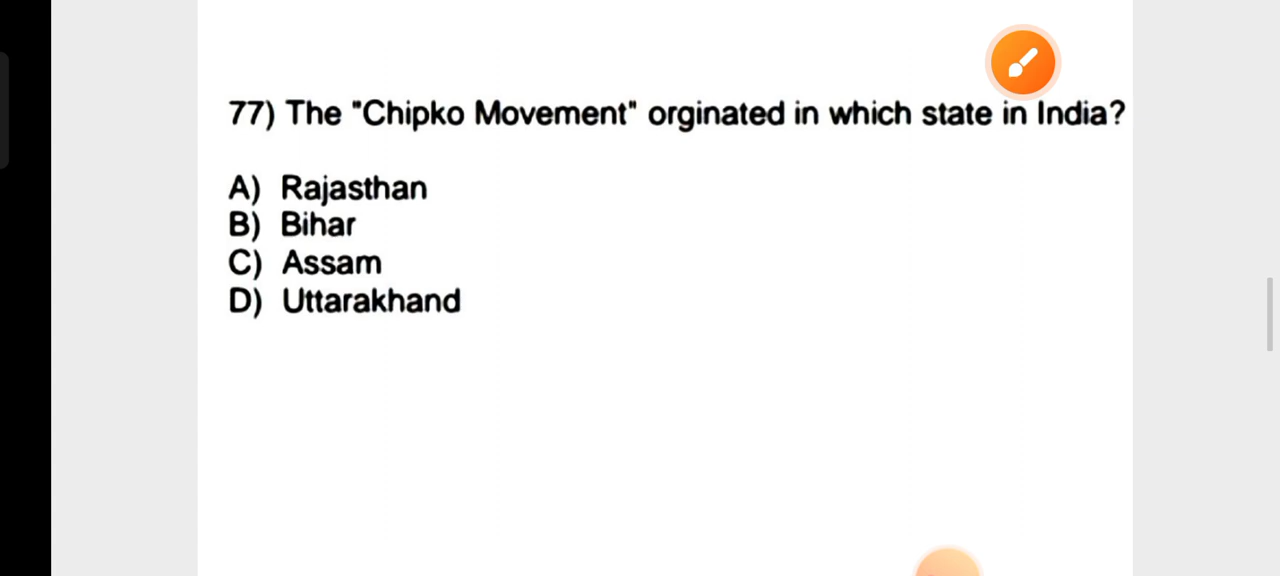 77) The "Chipko Movement" orginated in which state in India?
A) Rajasthan
B) Bihar
C) Assam
D) Uttarakhand